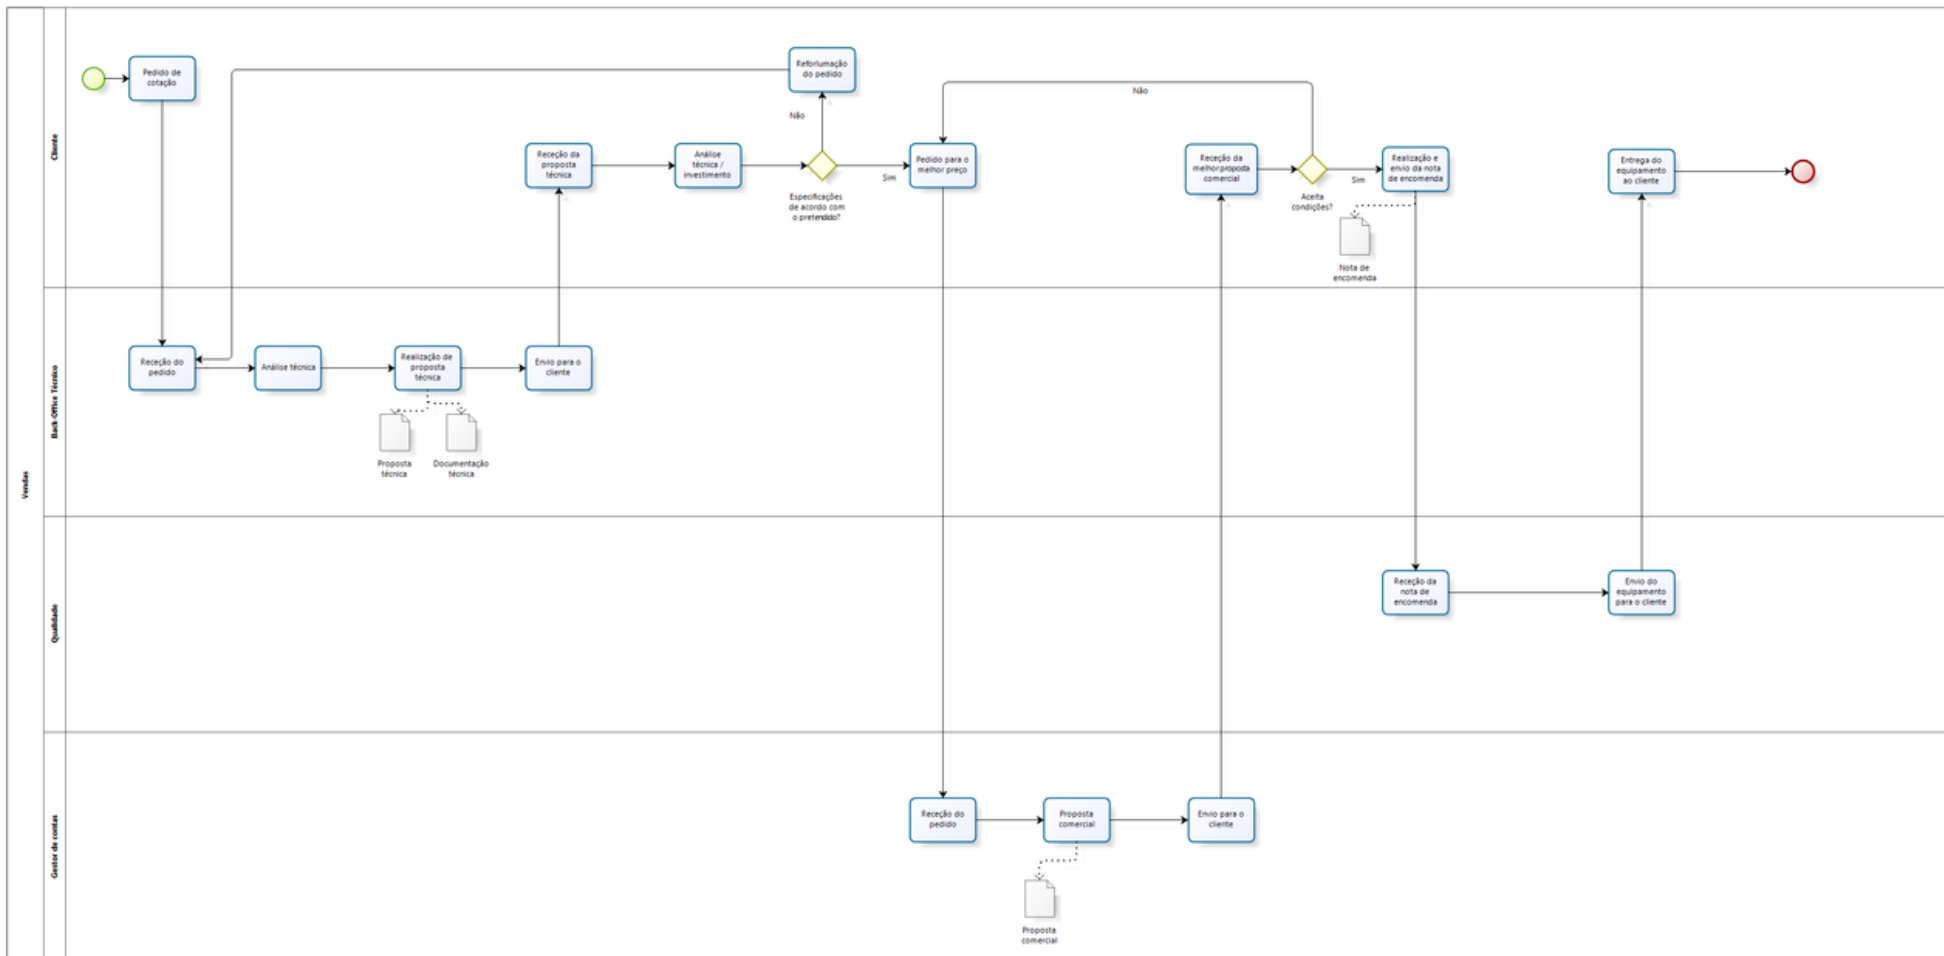 Vendas
Cliente
Pedido de
cotação
Reforlumação
do pedido
Não
Não
Receção da
proposta
técnica
Análise
técnica /
investimento
Sim
Especificações
de acordo com
o pretendido?
Pedido para o
melhor preço
Receção da
melhorproposta
comercial
Aceita
condições?
Sim
Realização e
envio da nota
de encomenda
Nota de
encomenda
Entrega do
equipamento
ao cliente
Back-Office Técnico
Receção do
pedido
Análise técnica
Realização de
proposta
técnica
Envio para o
cliente
Proposta
técnica
Documentação
técnica
Qualidade
Receção da
nota de
encomenda
Envio do
equipamento
para o cliente
Gestor de contas
Receção do
pedido
Proposta
comercial
Envio para o
cliente
Proposta
comercial